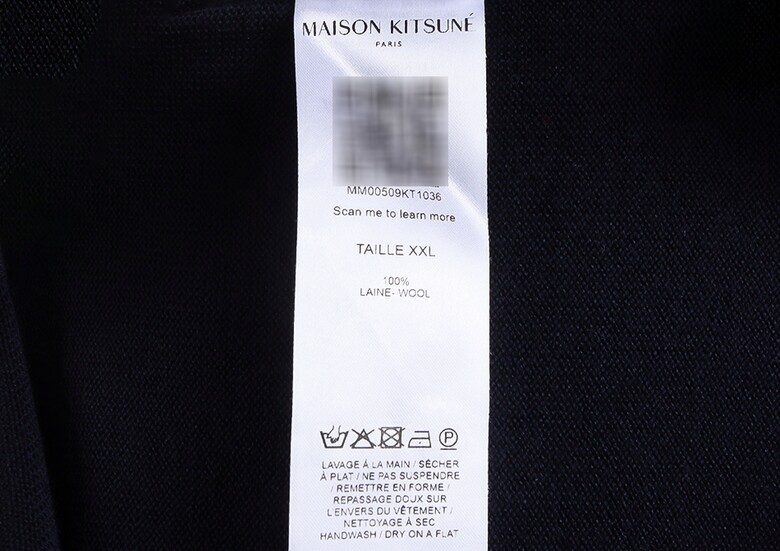 MAISON KITSUNÉ
PARIS
MM00509KT1036
Scan me to learn more
TAILLE XXL
100%
LAINE- WOOL
P
LAVAGE À LA MAIN / SÉCHER
À PLAT / NE PAS SUSPENDRE
/ REMETTRE EN FORME /
REPASSAGE DOUX SUR
L'ENVERS DU VÊTEMENT /
NETTOYAGE À SEC
HANDWASH / DRY ON A FLAT